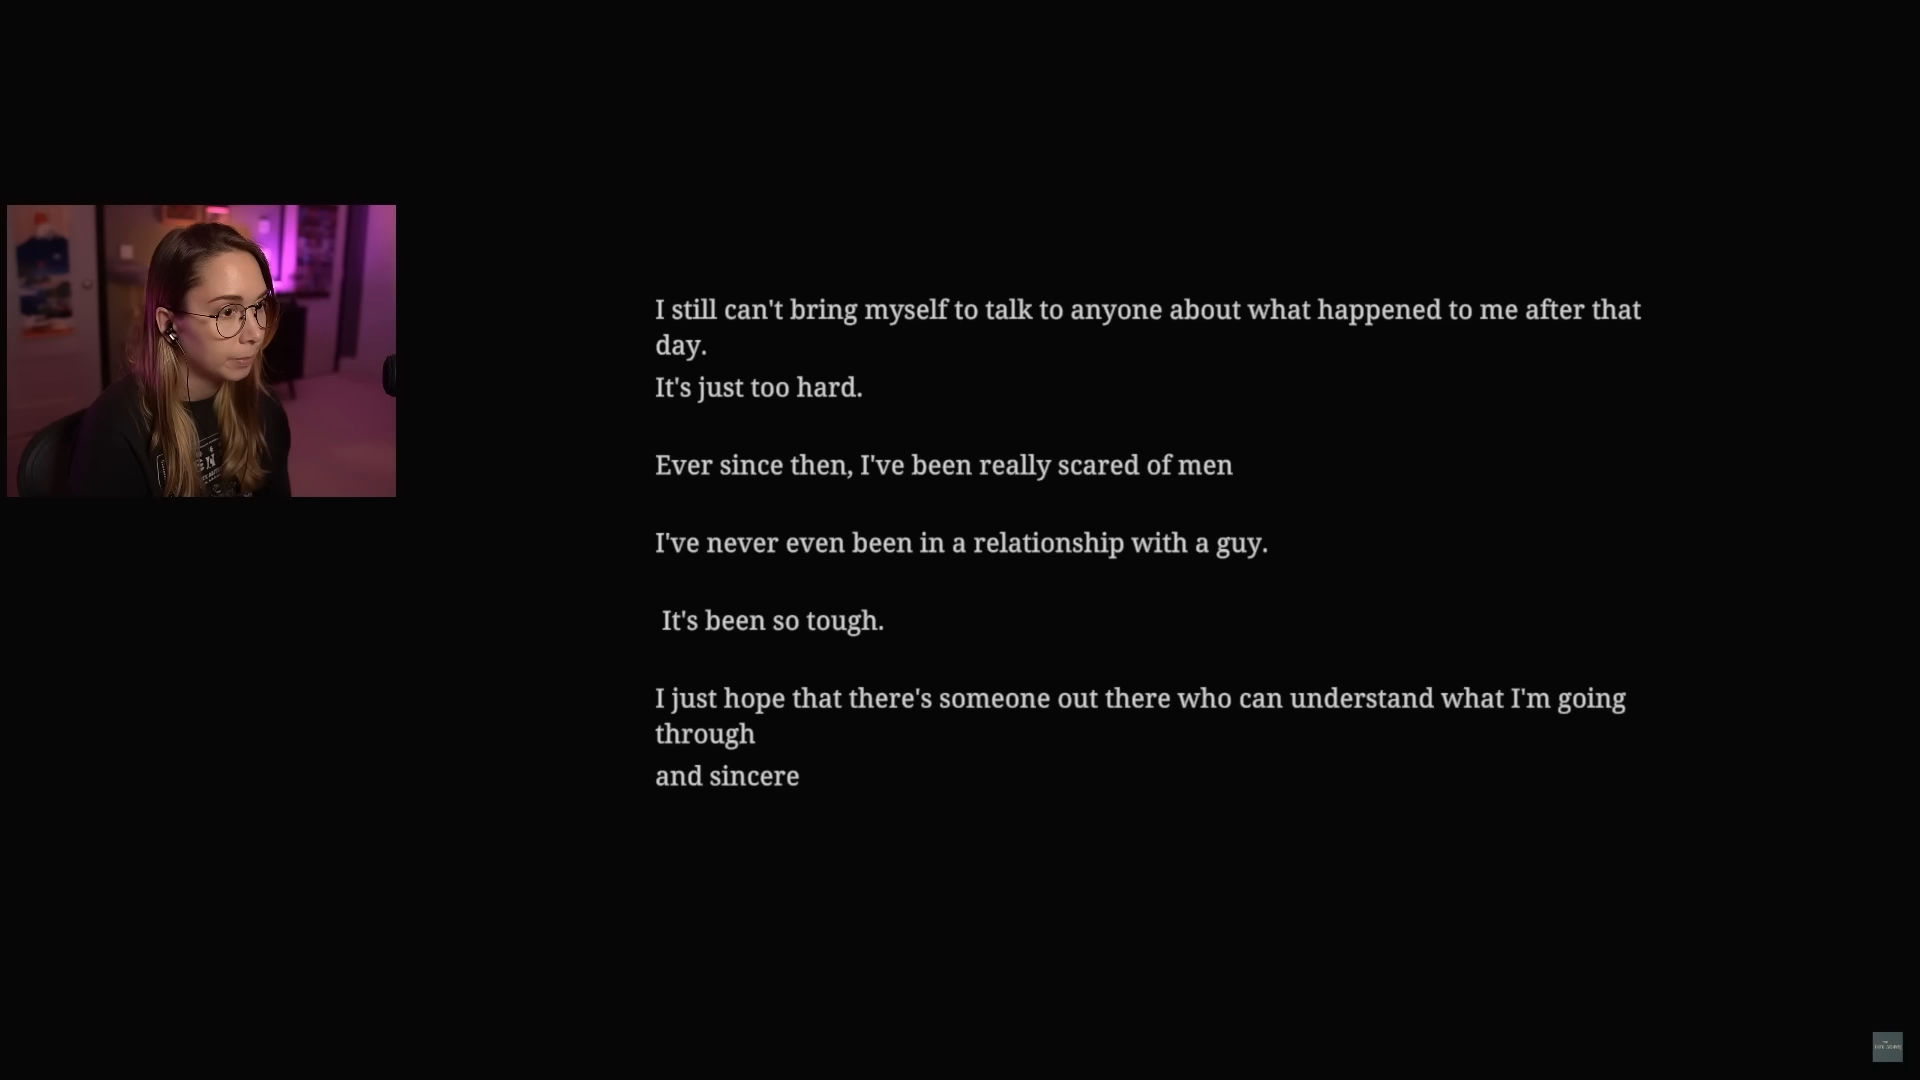 I still can't bring myself to talk to anyone about what happened to me after that
day.
It's just too hard.
Ever since then, I've been really scared of men
I've never even been in a relationship with a guy.
It's been so tough.
I just hope that there's someone out there who can understand what I'm going
through
and sincere